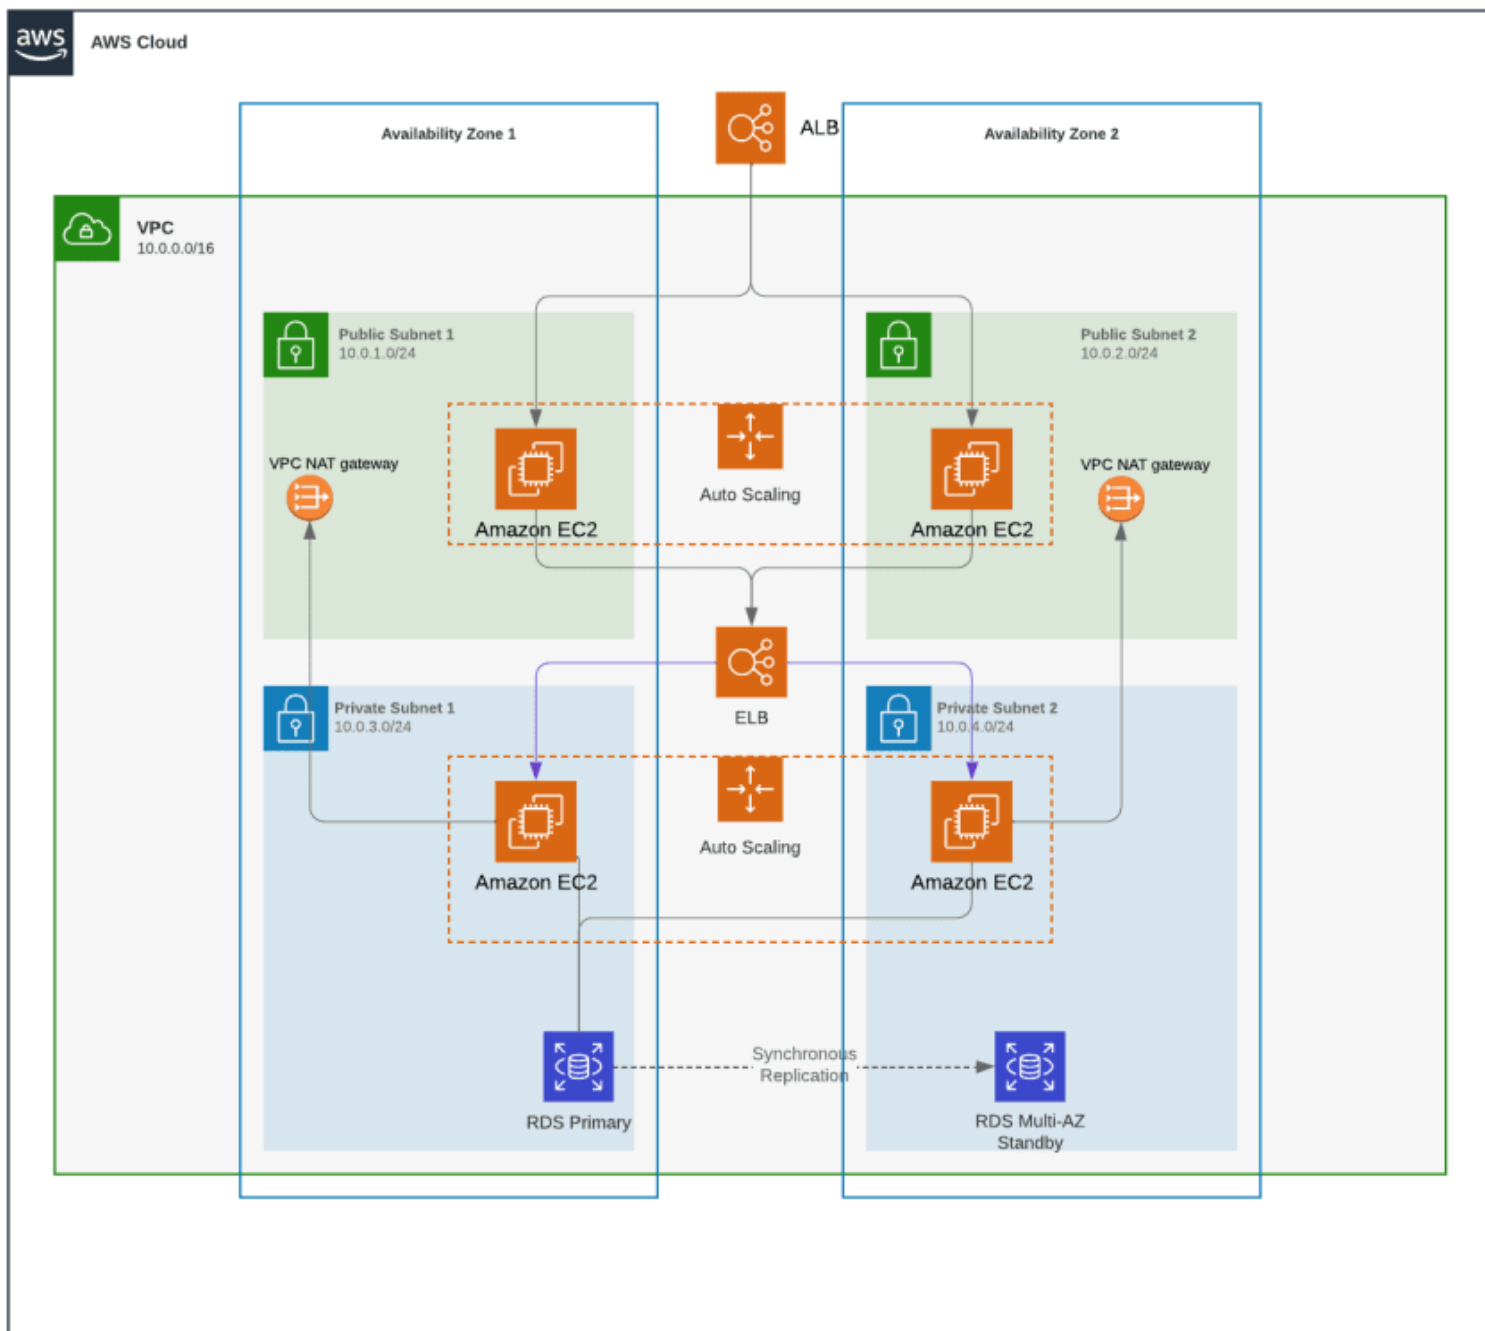 aws
AWS Cloud
Availability Zone 1
ALB
Availability Zone 2
VPC
10.0.0.0/16
Public Subnet 1
10.0.1.0/24
Public Subnet 2
10.0.2.0/24
VPC NAT gateway
Auto Scaling
VPC NAT gateway
Amazon EC2
Amazon EC2
Private Subnet 1
10.0.3.0/24
ELB
Private Subnet 2
10.0.4.0/24
Auto Scaling
Amazon EC2
Amazon EC2
Synchronous
Replication
RDS Primary
RDS Multi-AZ
Standby